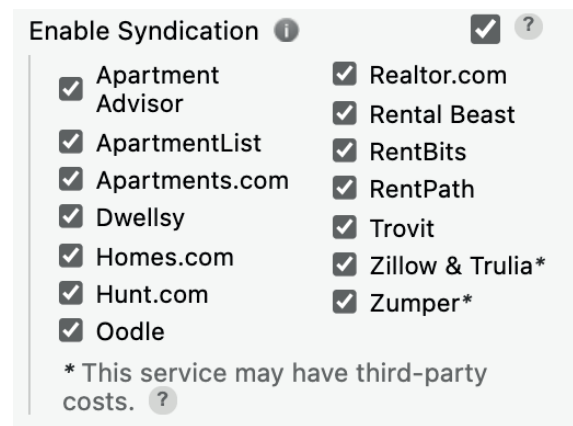 Enable Syndication i ?
Apartment
Advisor
ApartmentList
Apartments.com
Dwellsy
Homes.com
Hunt.com
Oodle
Realtor.com
Rental Beast
RentBits
RentPath
Trovit
Zillow & Trulia*
Zumper*
* This service may have third-party
costs. ?